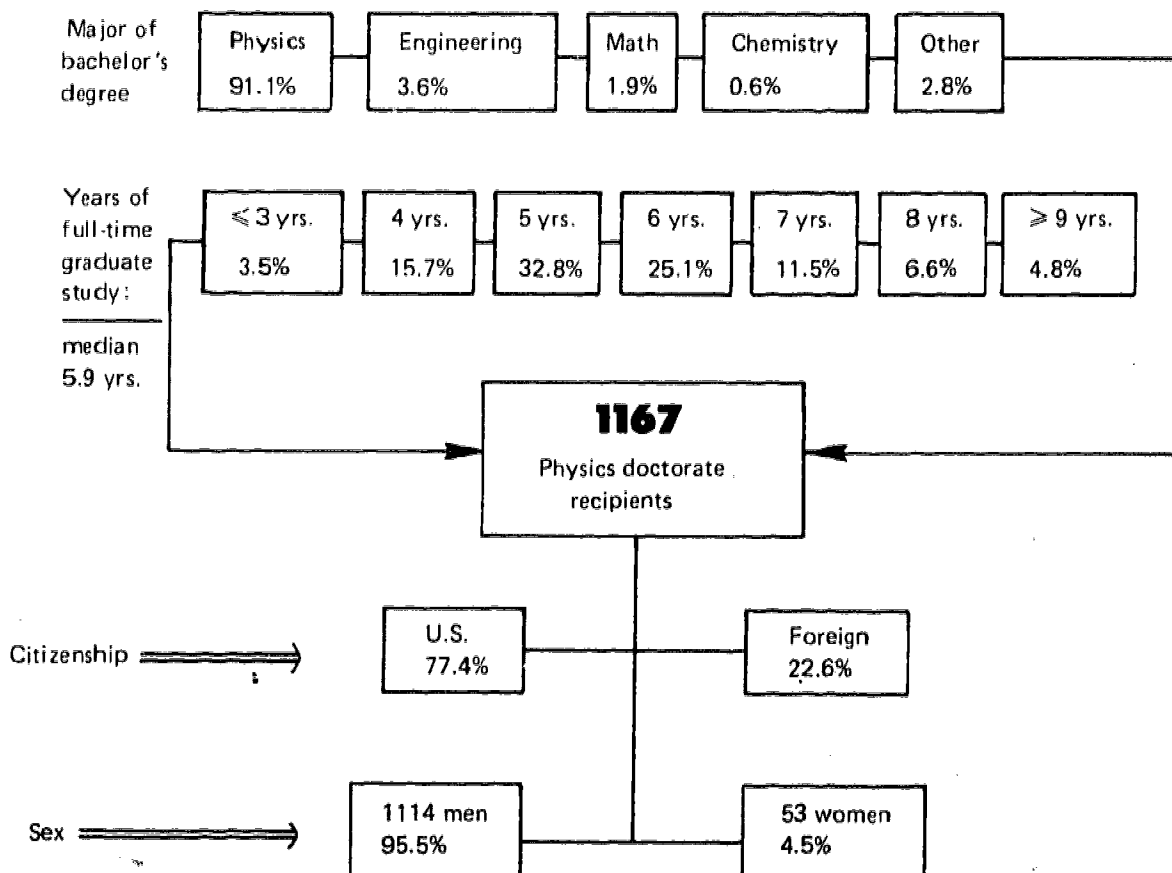 Major of
bachelor's
degree
Physics
91.1%
Engineering
3.6%
Math
1.9%
Chemistry
0.6%
Other
2.8%
Years of
full-time
graduate
study:
median
5.9 yrs.
⩽ 3 yrs.
3.5%
4 yrs.
15.7%
5 yrs.
32.8%
6 yrs.
25.1%
7 yrs.
11.5%
8 yrs.
6.6%
⩾ 9 yrs.
4.8%
1167
Physics doctorate
recipients
Citizenship
U.S.
77.4%
Foreign
22.6%
Sex
1114 men
95.5%
53 women
4.5%